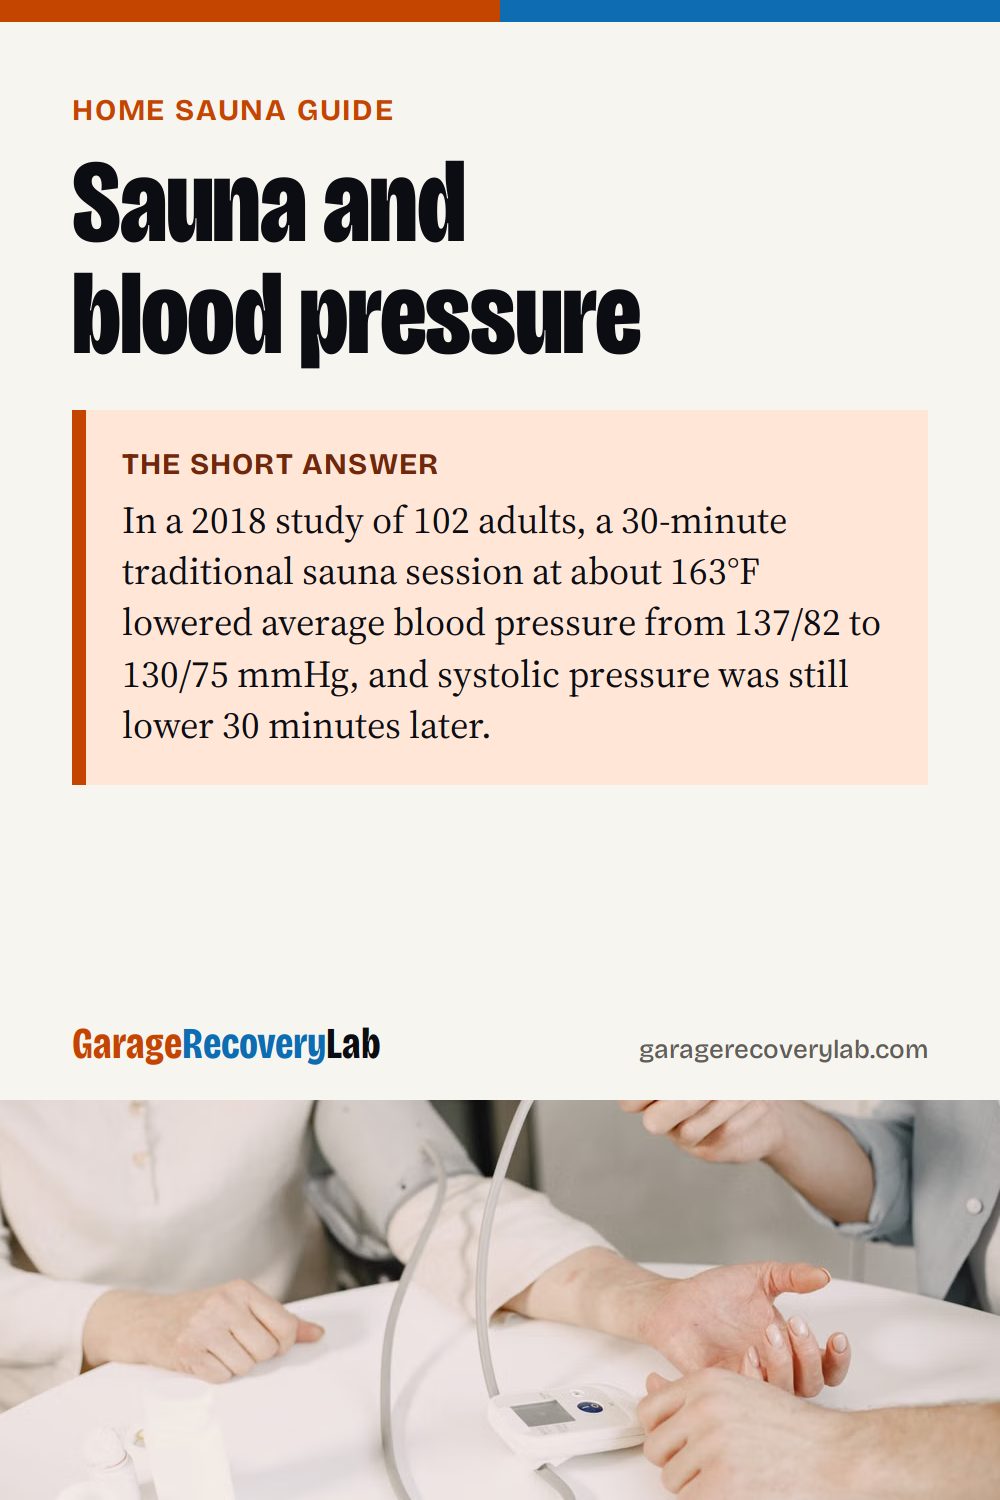 HOME SAUNA GUIDE
Sauna and
blood pressure
THE SHORT ANSWER
In a 2018 study of 102 adults, a 30-minute
traditional sauna session at about 163°F
lowered average blood pressure from 137/82 to
130/75 mmHg, and systolic pressure was still
lower 30 minutes later.
GarageRecoveryLab
garagerecoverylab.com